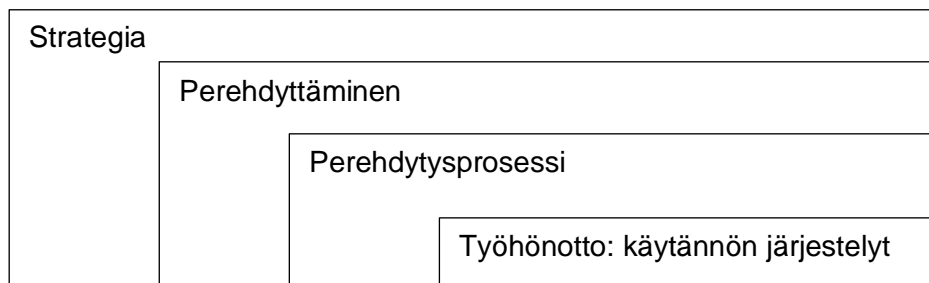 Strategia
Perehdyttäminen
Perehdytysprosessi
Työhönotto: käytännön järjestelyt